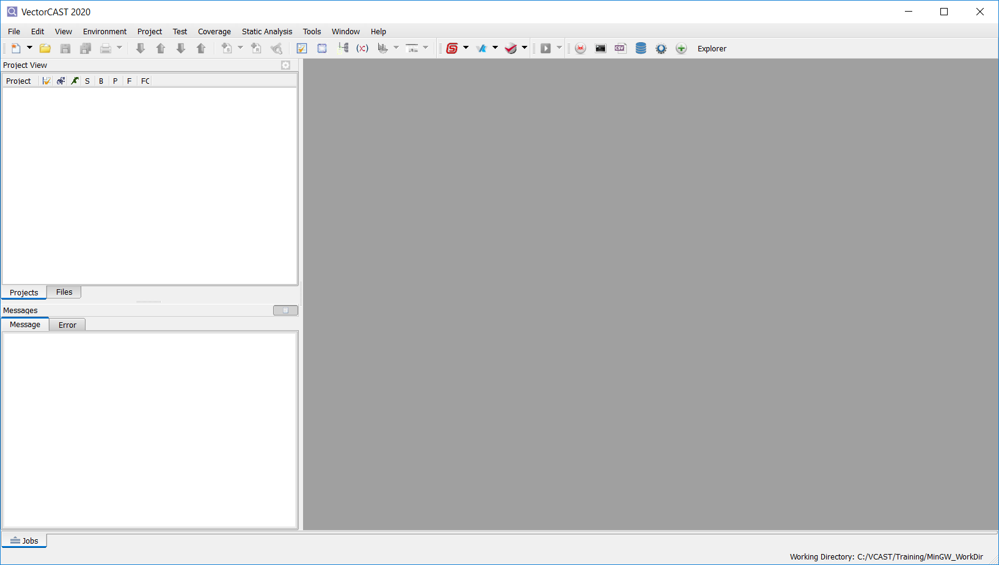 VectorCAST 2020
File Edit View Environment Project Test Coverage Static Analysis Tools Window Help
S B R (x) CSV Explorer
Project View
Project S B P F FC
Projects Files
Messages
Message Error
Jobs
Working Directory: C:/VCAST/Training/MinGW_WorkDir